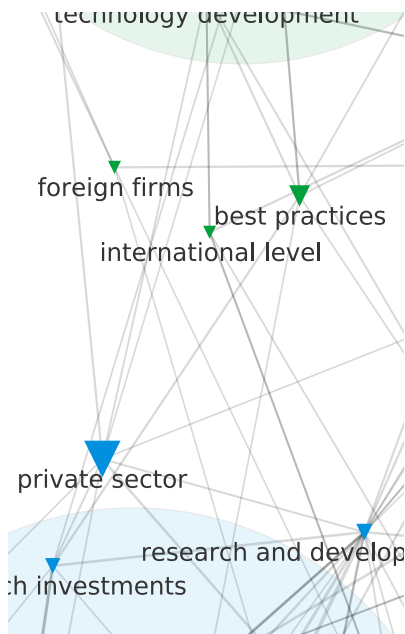 technology development
foreign firms
best practices
international level
private sector
research and develop
ch investments